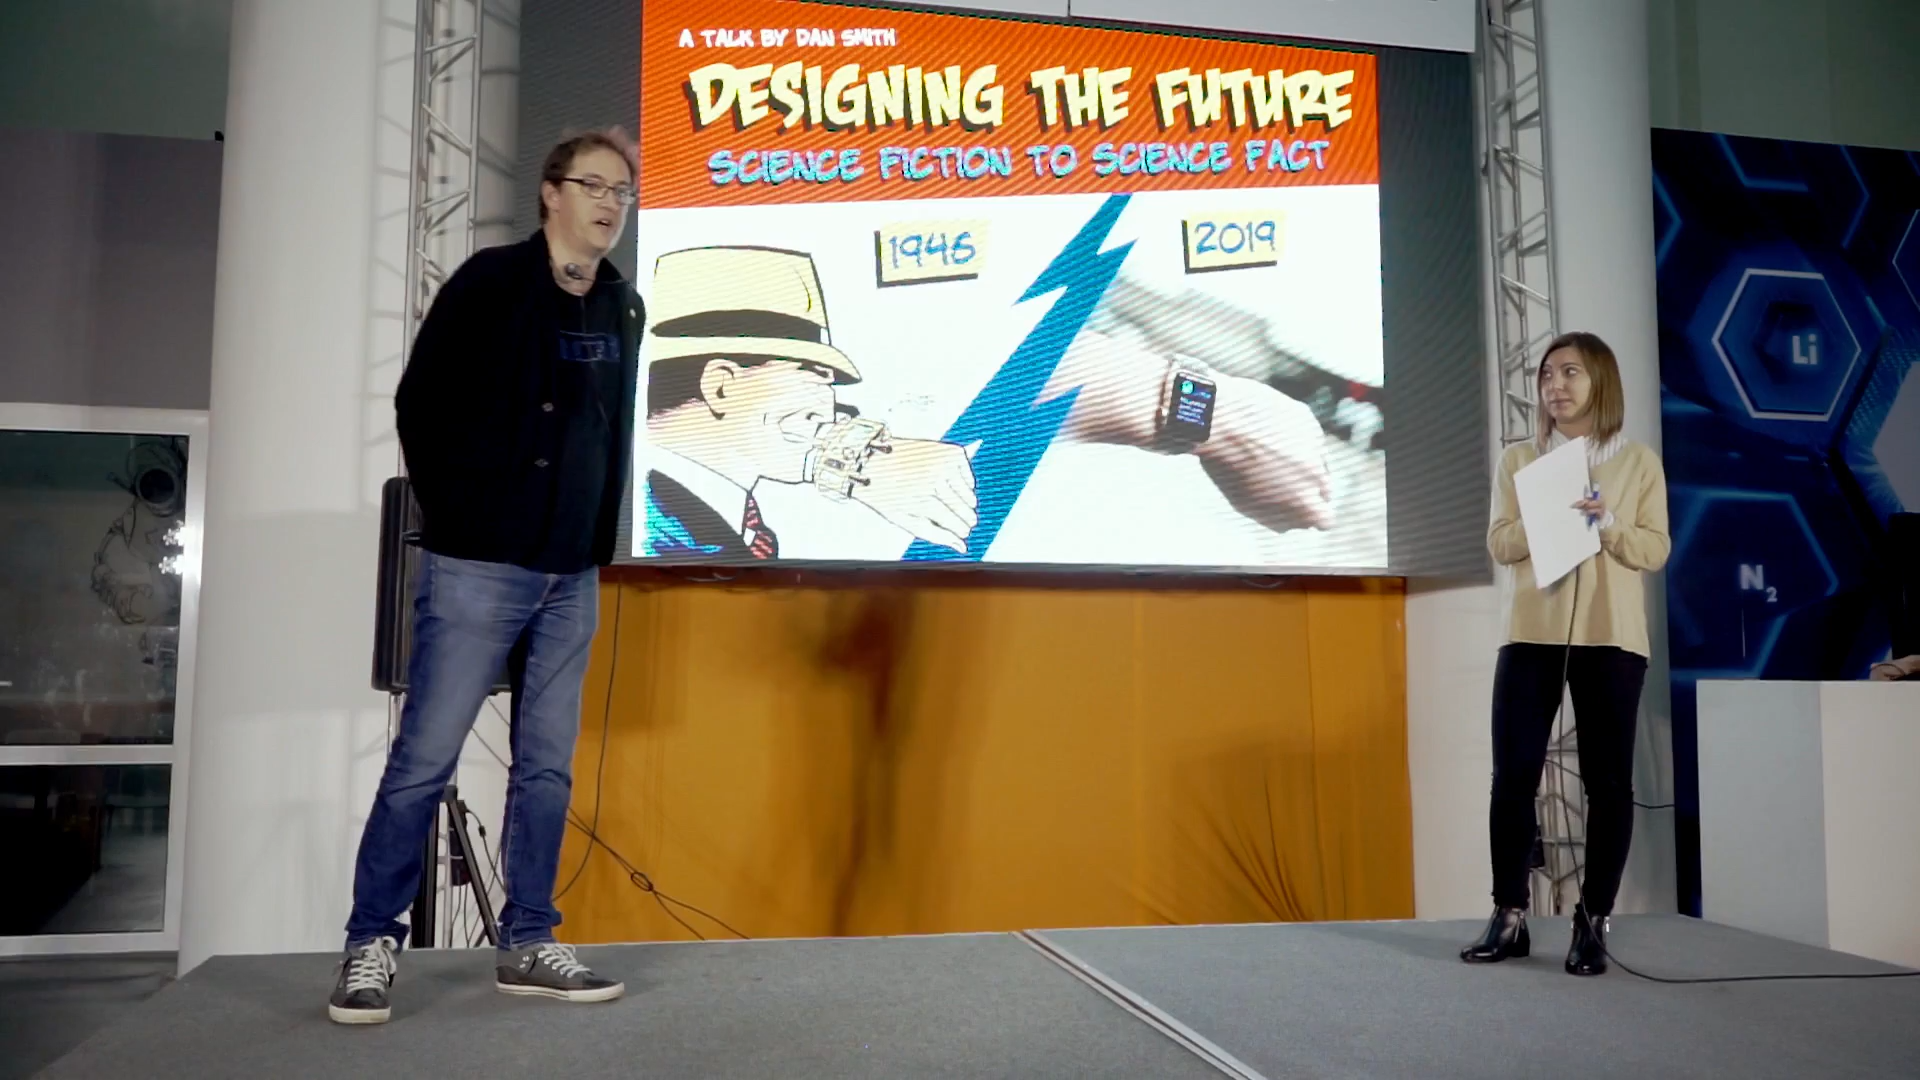 A TALK BY DAN SMITH
DESIGNING THE FUTURE
SCIENCE FICTION TO SCIENCE FACT
1946
2019
Li
N2